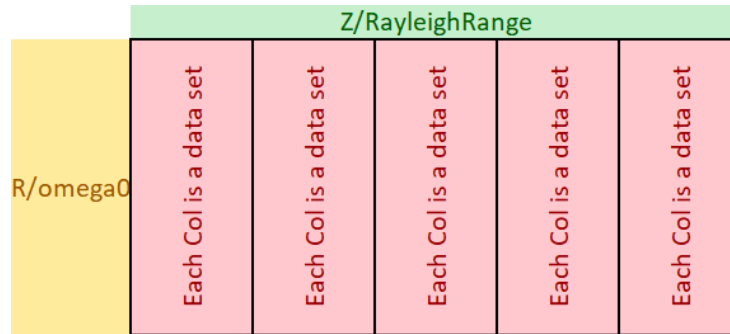 Z/RayleighRange
R/omega0
Each Col is a data set
Each Col is a data set
Each Col is a data set
Each Col is a data set
Each Col is a data set